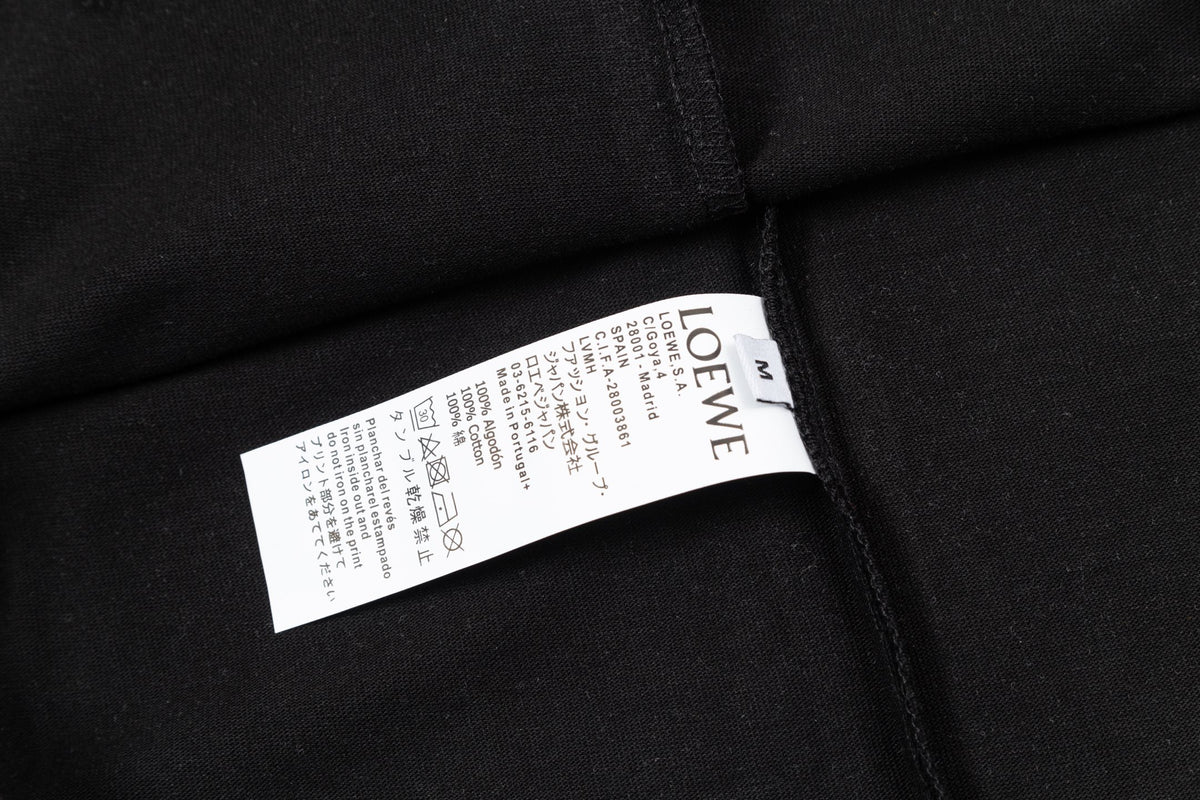 M
LOEWE
LOEWE,S.A.
C/Goya,4
28001 - Madrid
SPAIN
C.I.F.A-28003861
LVMH
ファッション・グループ・
ジャパン株式会社
ロエベジャパン
03-6215-6116
Made in Portugal+
100% Algodón
100% Cotton
100% 綿
30
タンブル乾燥禁止
Planchar del revés
sin plancharel estampado
Iron inside out and
do not iron on the print
プリント部分を避けて
アイロンをあててください